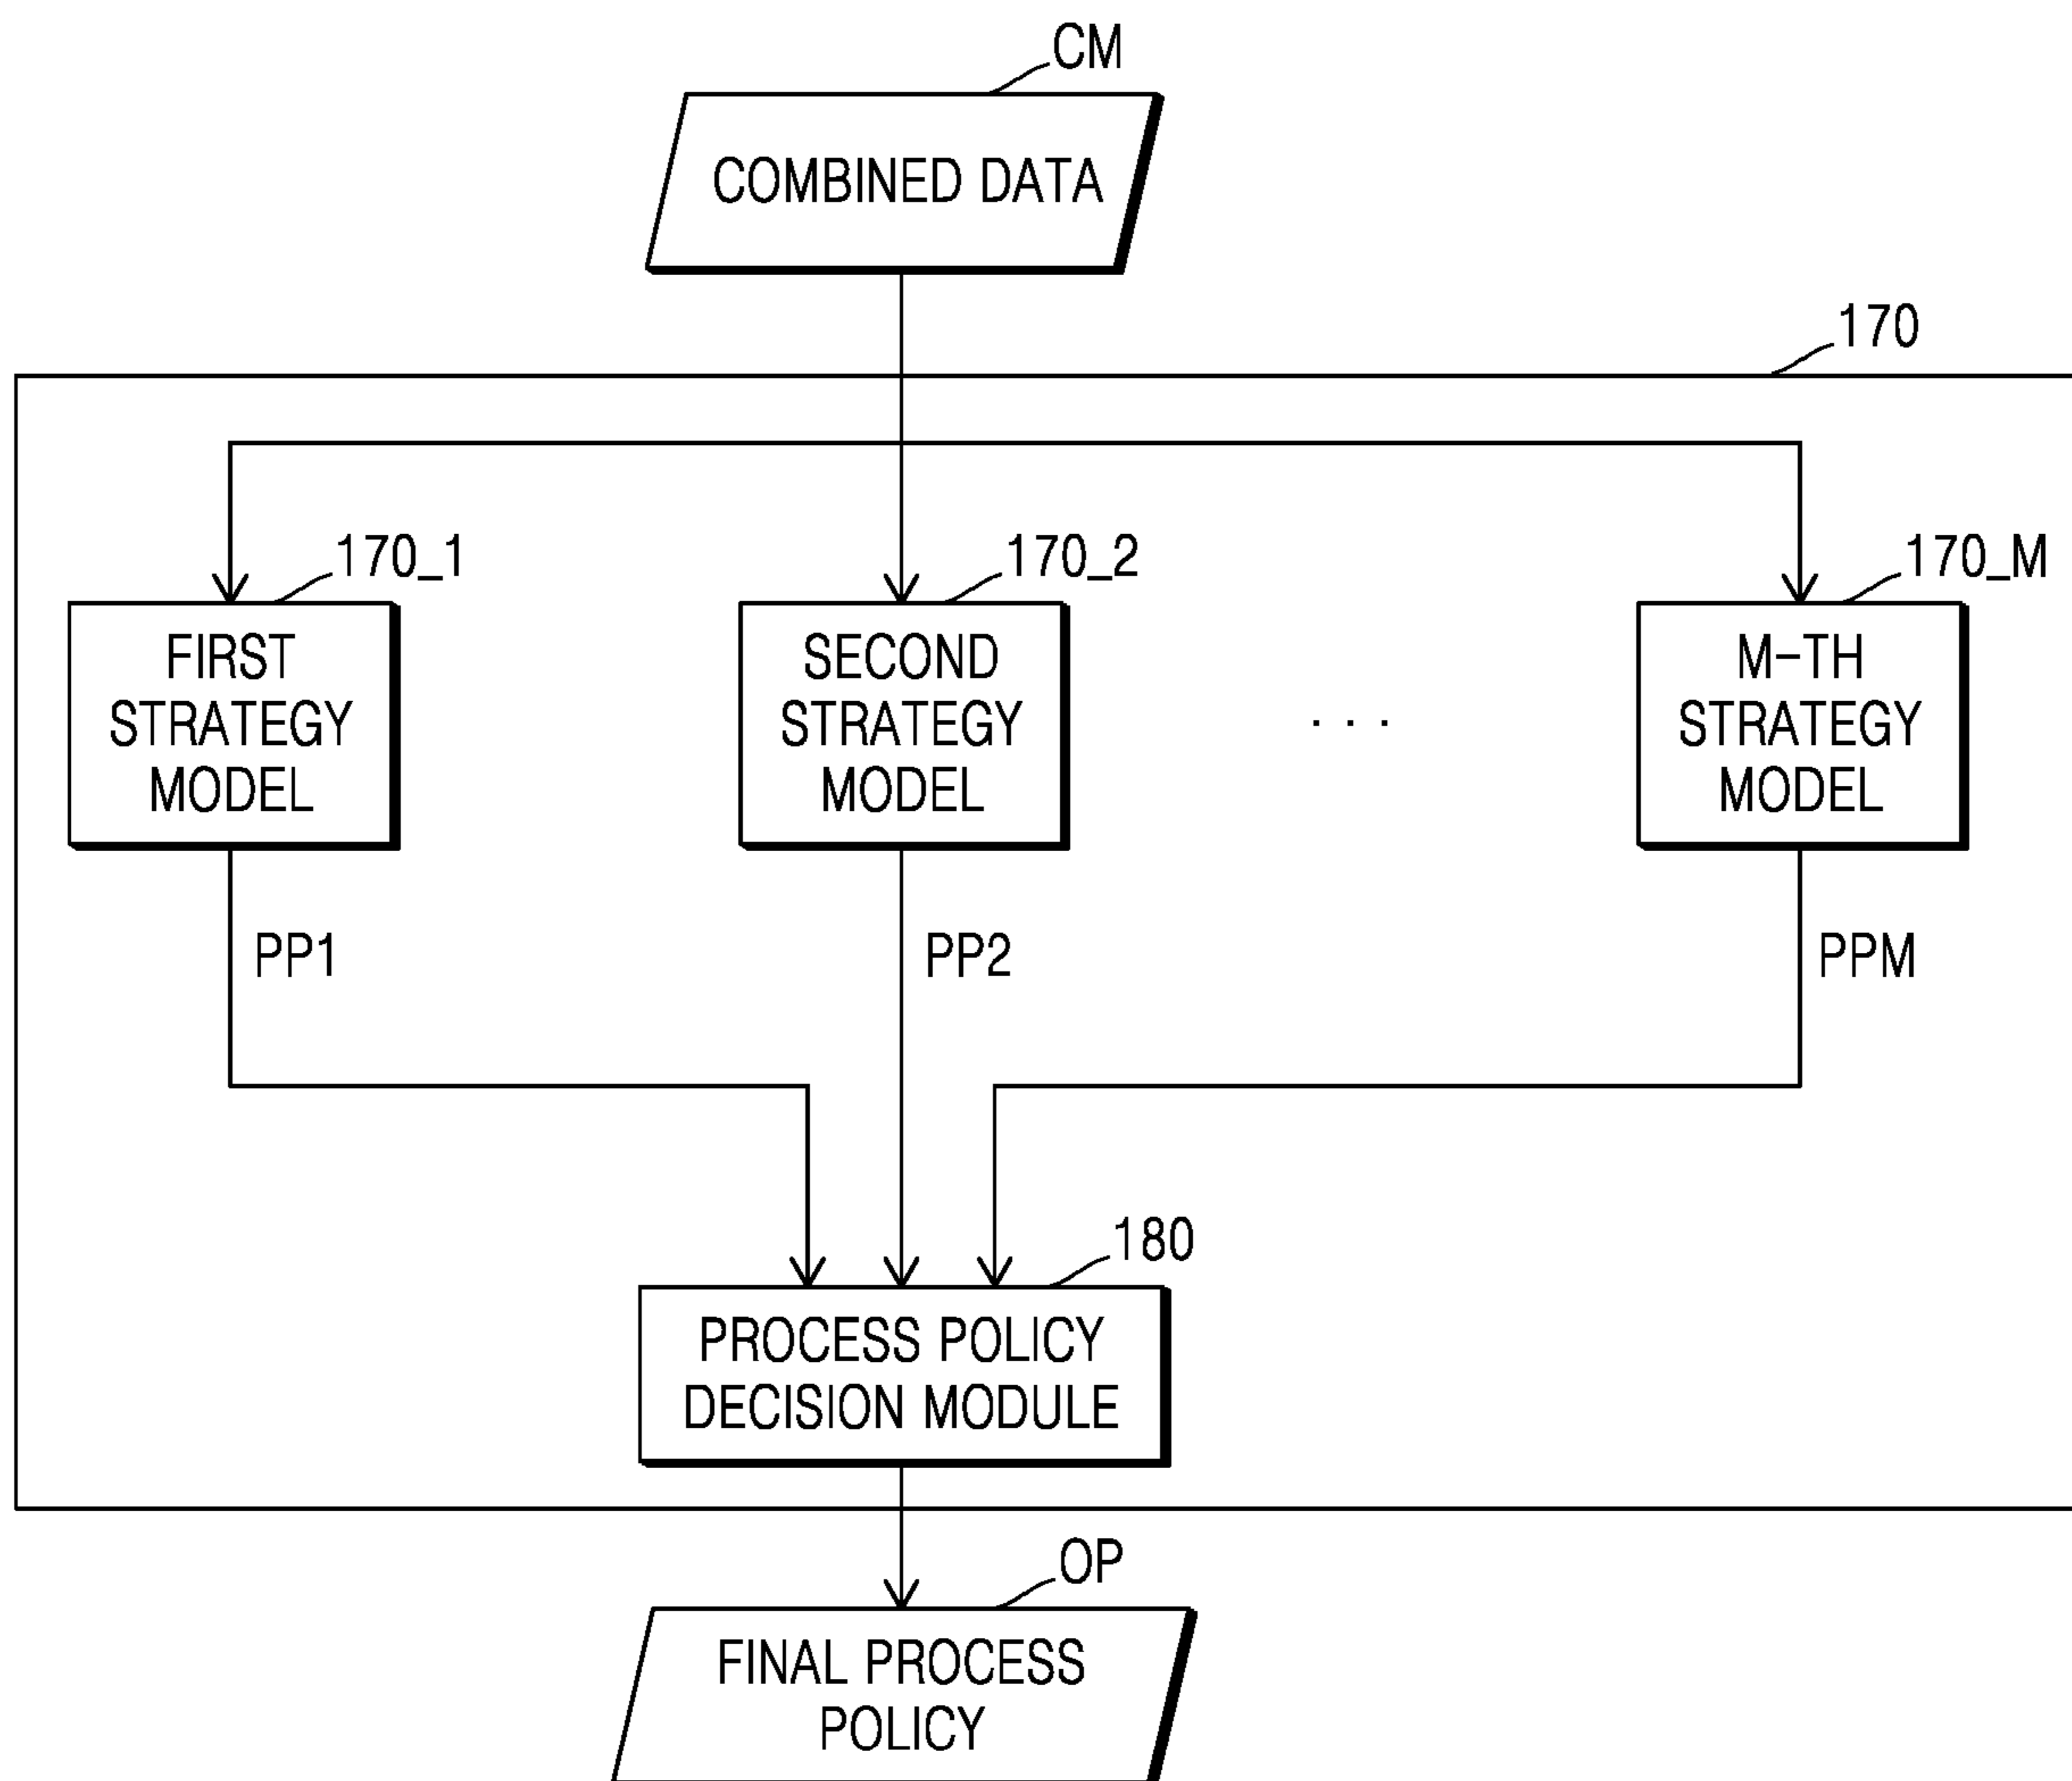 CM
COMBINED DATA
170
170_1
170_2
170_M
FIRST
STRATEGY
MODEL
SECOND
STRATEGY
MODEL
. . .
M-TH
STRATEGY
MODEL
PP1
PP2
PPM
180
PROCESS POLICY
DECISION MODULE
OP
FINAL PROCESS
POLICY